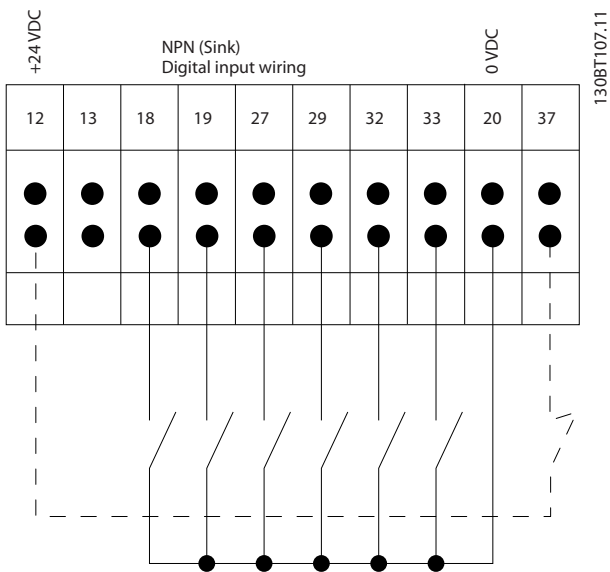 +24 VDC
NPN (Sink)
Digital input wiring
0 VDC
130BT107.11
12 13 18 19 27 29 32 33 20 37